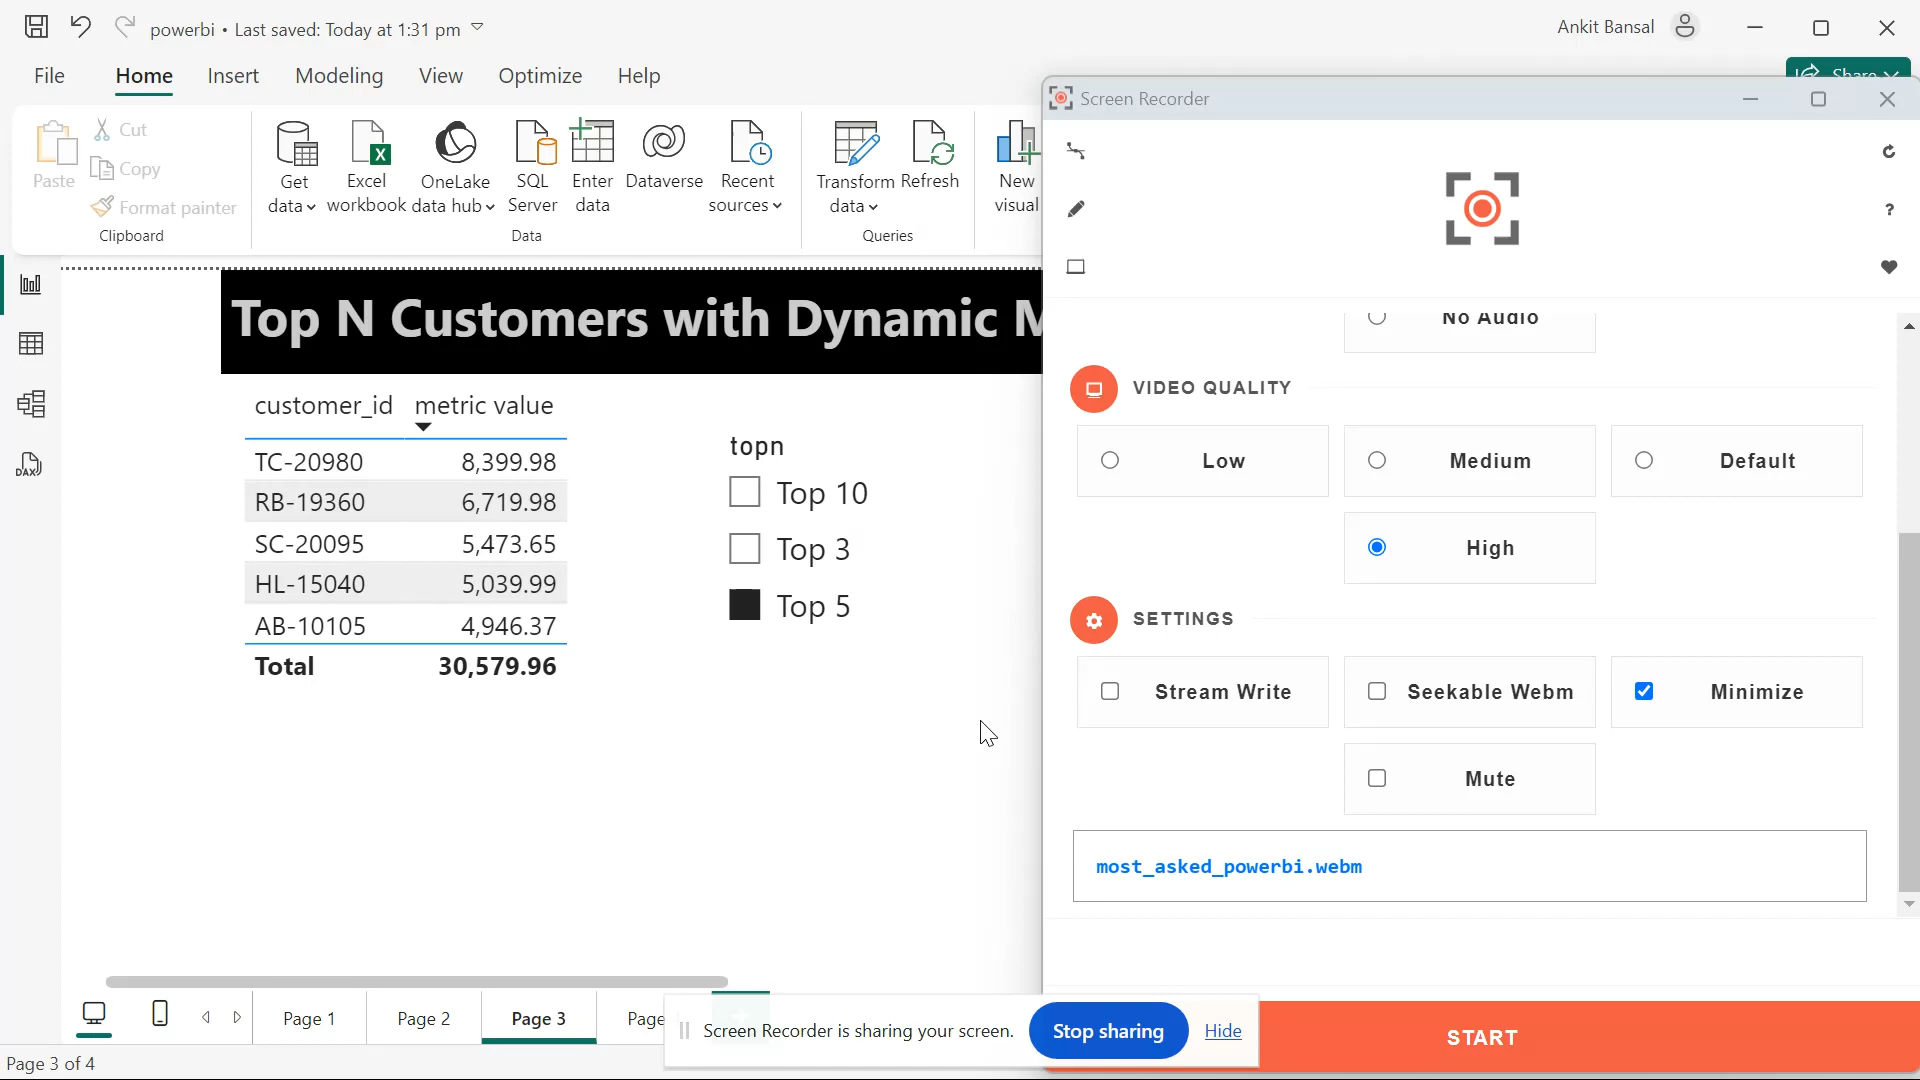 powerbi • Last saved: Today at 1:31 pm
Ankit Bansal
File Home Insert Modeling View Optimize Help
Share
Screen Recorder
Paste
Cut
Copy
Format painter
Clipboard
Get data
Excel workbook
OneLake data hub
SQL Server
Enter data
Dataverse
Recent sources
Data
Transform data
Refresh
Queries
New visual
DAX
Top N Customers with Dynamic M
customer_id metric value
TC-20980 8,399.98
RB-19360 6,719.98
SC-20095 5,473.65
HL-15040 5,039.99
AB-10105 4,946.37
Total 30,579.96
topn
Top 10
Top 3
Top 5
?
No Audio
VIDEO QUALITY
Low Medium Default
High
SETTINGS
Stream Write Seekable Webm Minimize
Mute
most_asked_powerbi.webm
START
Page 1 Page 2 Page 3 Page
Screen Recorder is sharing your screen. Stop sharing Hide
Page 3 of 4